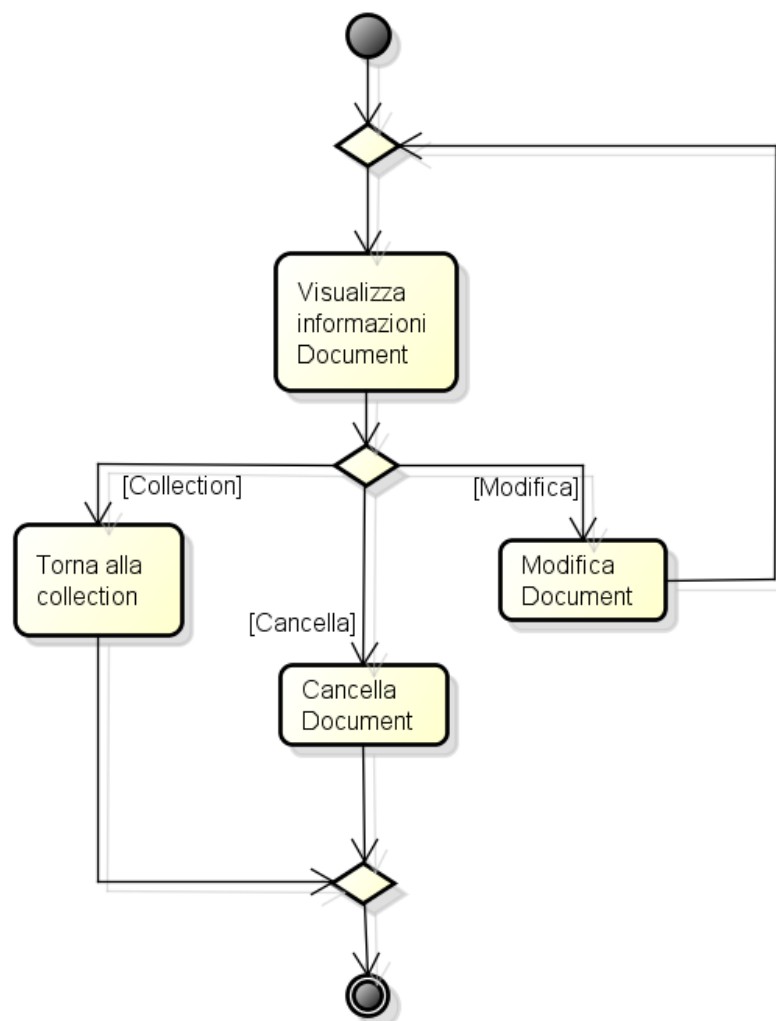 Visualizza
informazioni
Document
[Collection]
[Modifica]
Torna alla
collection
Modifica
Document
[Cancella]
Cancella
Document